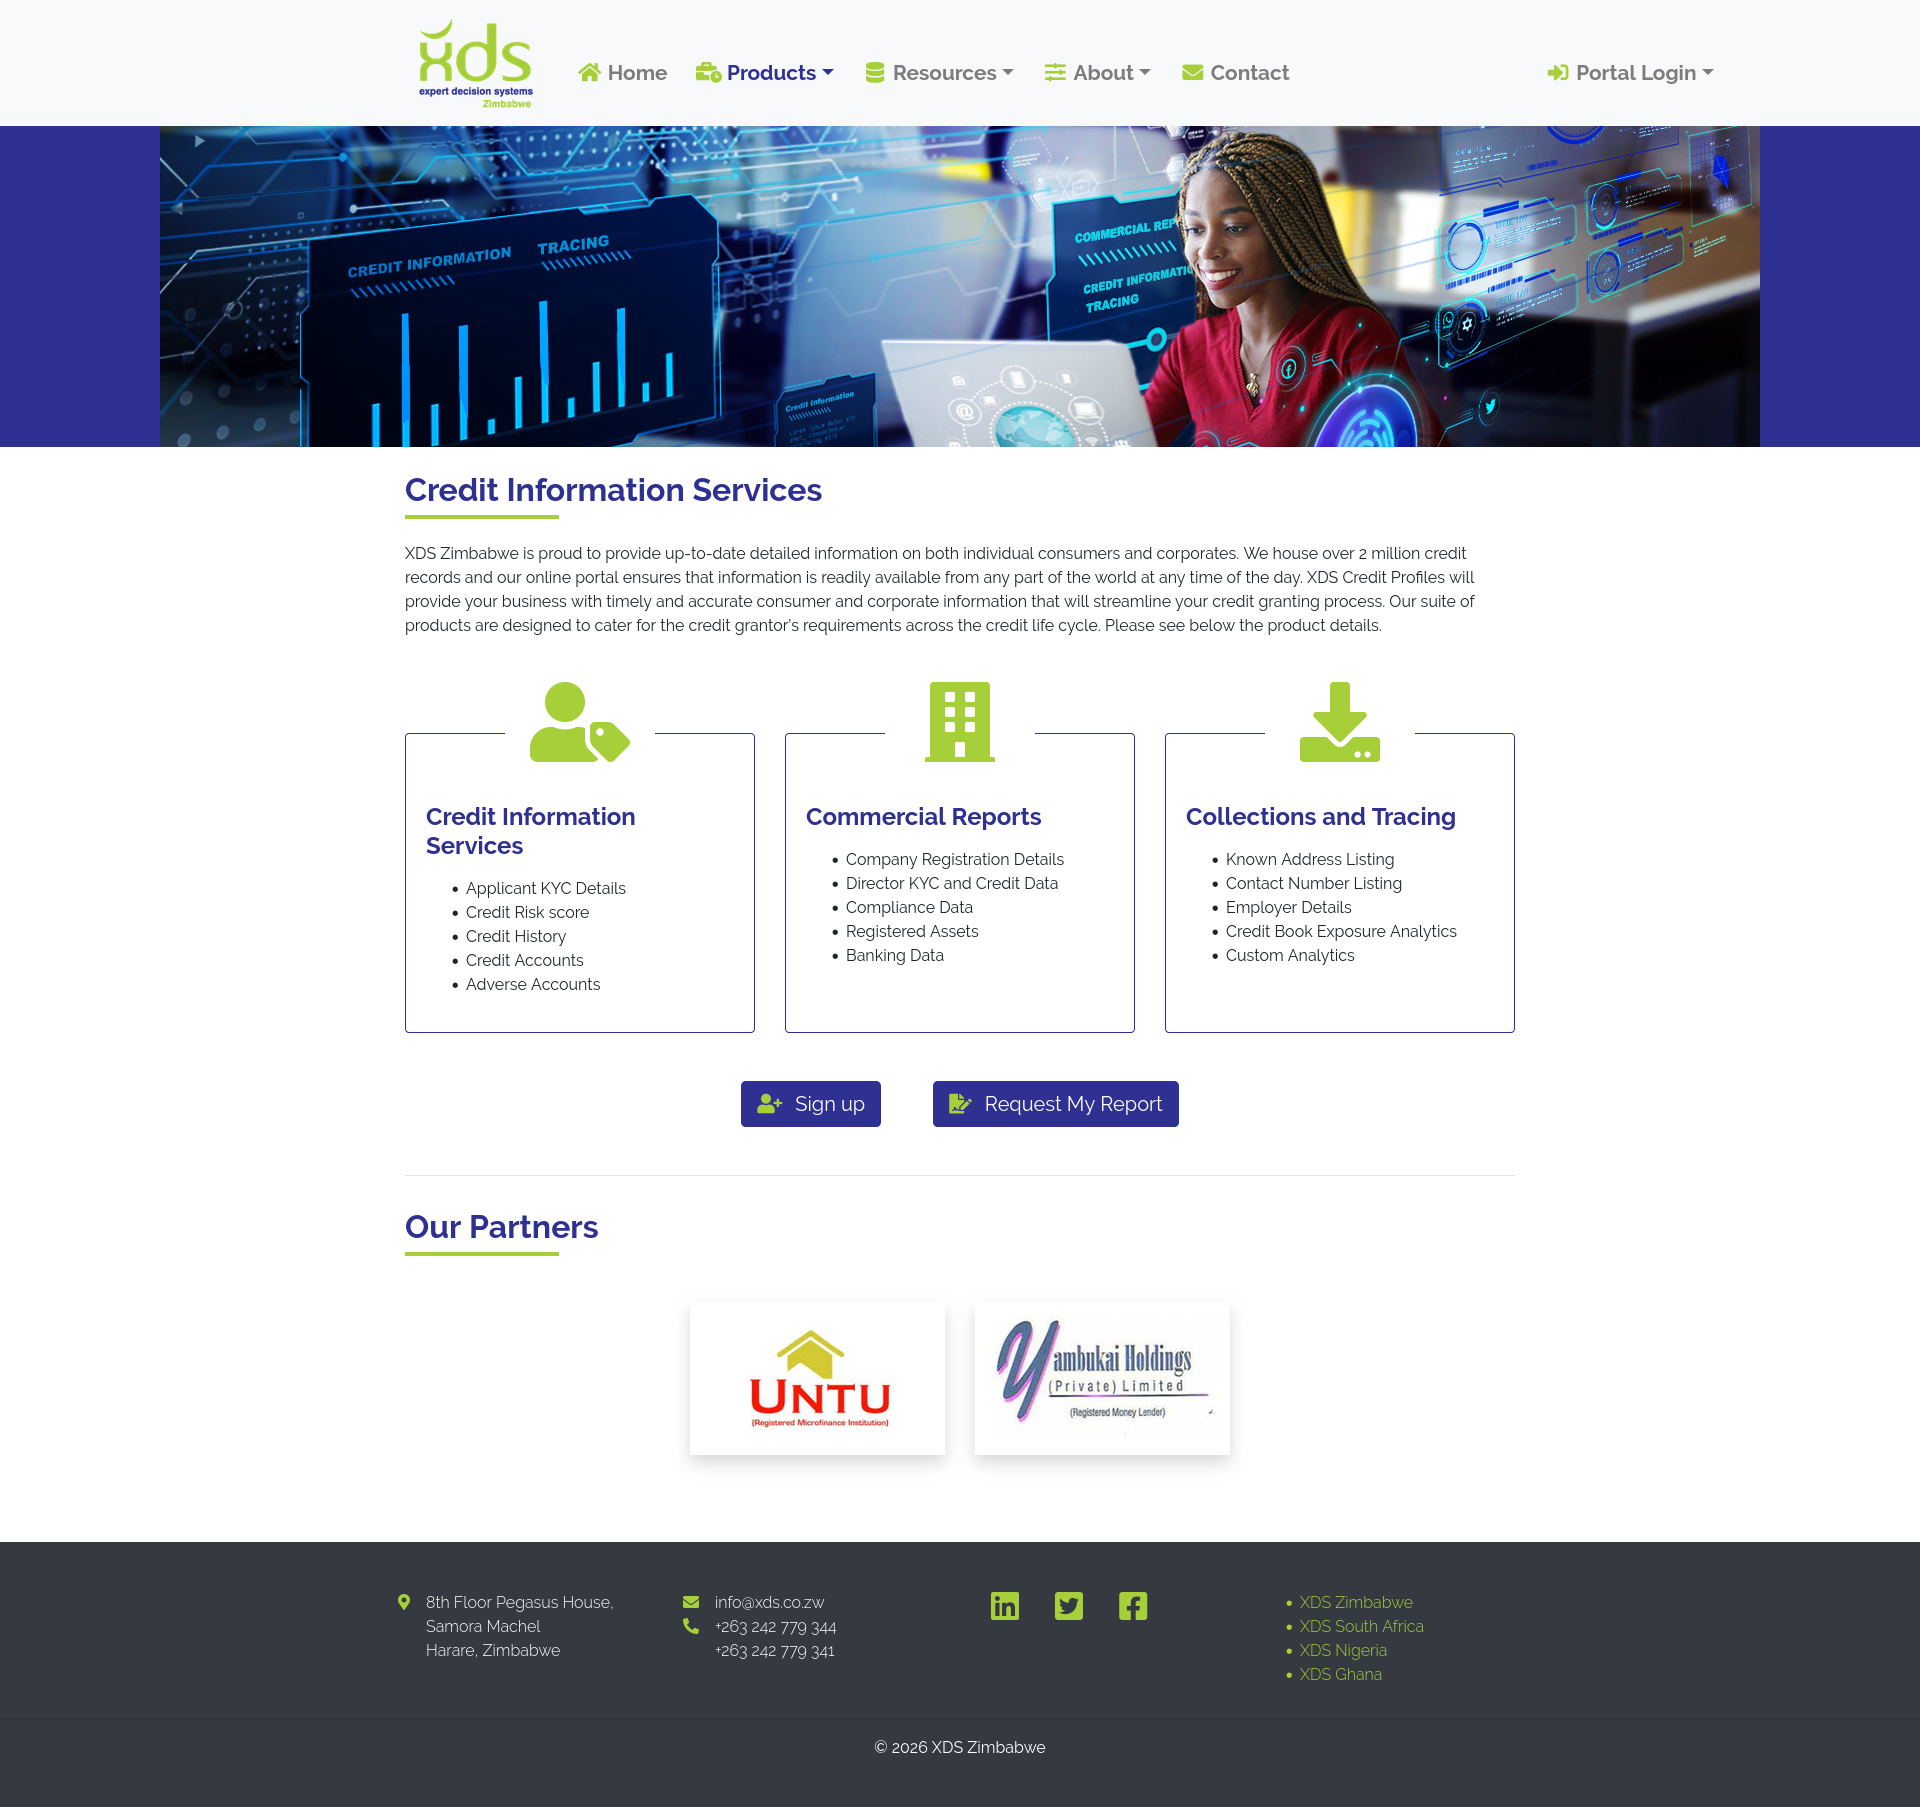 xds
expert decision systems
Zimbabwe
Home
Products
Resources
About
Contact
Portal Login
CREDIT INFORMATION
TRACING
COMMERCIAL REP
CREDIT INFORMATIO
TRACING
Credit Information
Credit Information Services
XDS Zimbabwe is proud to provide up-to-date detailed information on both individual consumers and corporates. We house over 2 million credit
records and our online portal ensures that information is readily available from any part of the world at any time of the day. XDS Credit Profiles will
provide your business with timely and accurate consumer and corporate information that will streamline your credit granting process. Our suite of
products are designed to cater for the credit grantor's requirements across the credit life cycle. Please see below the product details.
Credit Information
Services
• Applicant KYC Details
• Credit Risk score
• Credit History
• Credit Accounts
• Adverse Accounts
Commercial Reports
• Company Registration Details
• Director KYC and Credit Data
• Compliance Data
• Registered Assets
• Banking Data
Collections and Tracing
• Known Address Listing
• Contact Number Listing
• Employer Details
• Credit Book Exposure Analytics
• Custom Analytics
Sign up
Request My Report
Our Partners
UNTU
(Registered Microfinance Institution)
Yambukai Holdings
(Private) Limited
(Registered Money Lender)
8th Floor Pegasus House,
Samora Machel
Harare, Zimbabwe
info@xds.co.zw
+263 242 779 344
+263 242 779 341
• XDS Zimbabwe
• XDS South Africa
• XDS Nigeria
• XDS Ghana
© 2026 XDS Zimbabwe